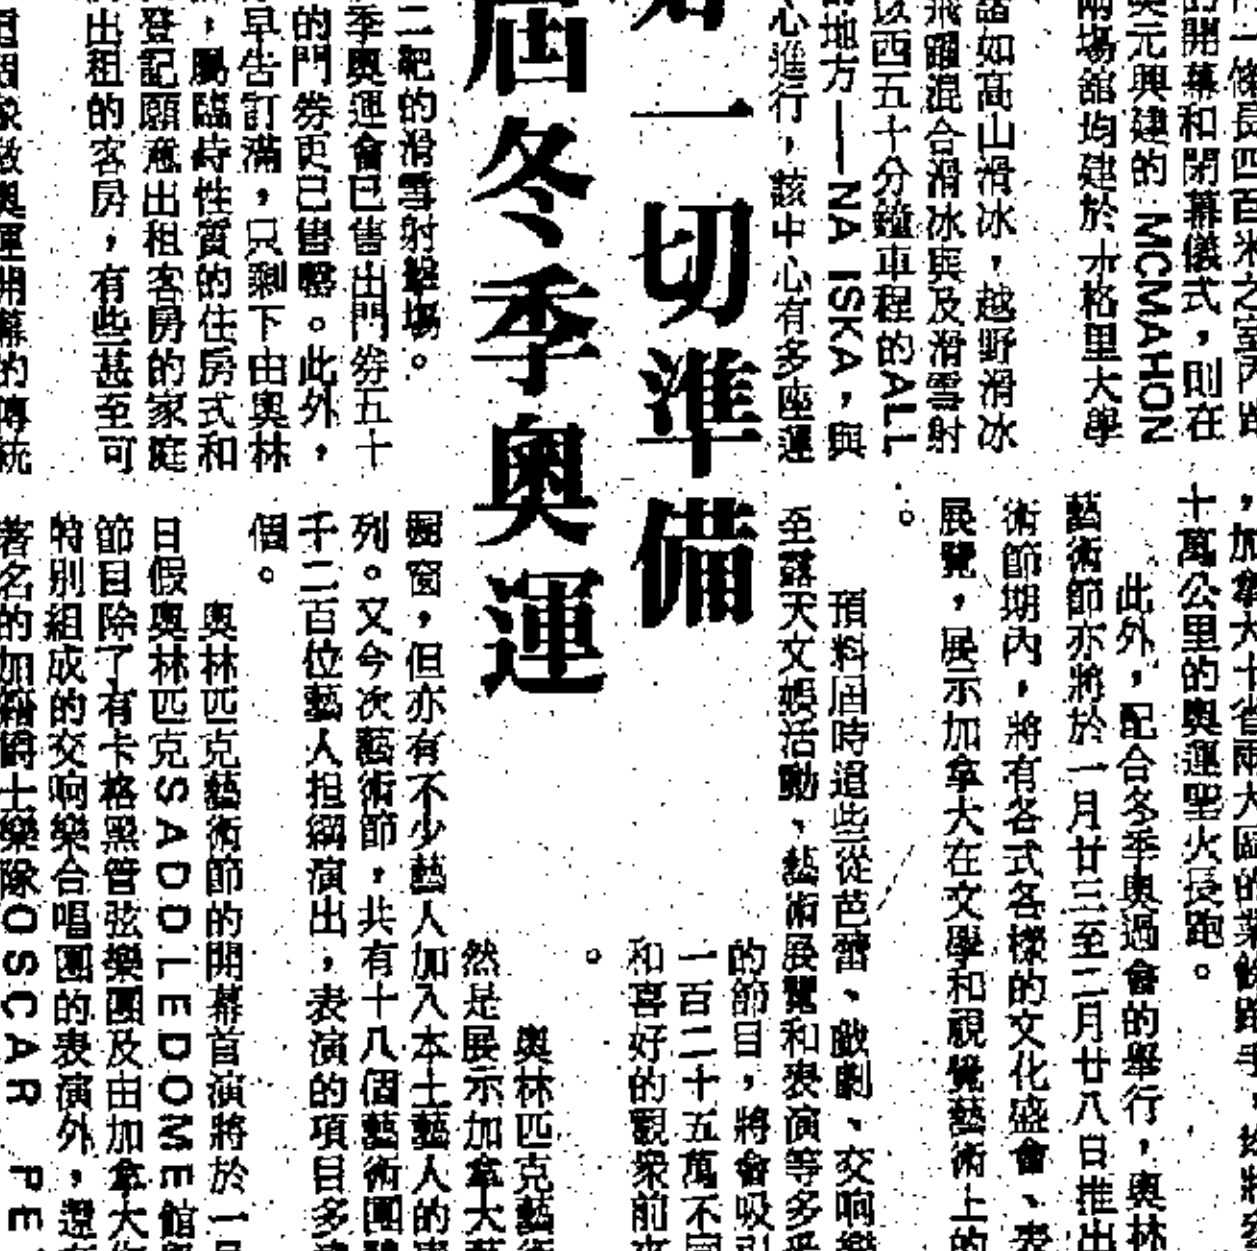 一條長四百米之室內跑
的開幕和閉幕儀式，則在
奧元興建的 MCMAHON
兩場舘均建於卡格里大學
諸如高山滑冰，越野滑冰
飛躍混合滑冰與及滑雪射
以西五十分鐘車程的ALL
地方——NA ISKA，與
心進行，該中心有多座運
一切準備
屆冬季奧運
二靶的滑雪射擊場。
季奧運會已售出門券五十
的門券更已售罄。此外，
早告訂滿，只剩下由奧林
，屬臨時性質的住房式和
登記願意出租客房的家庭
出租的客房，有些甚至可
奧運開幕的傳統
，加拿大十省兩大區的業餘跑手，
十萬公里的奧運聖火長跑。
此外，配合冬季奧過會的舉行，奧林
藝術節亦將於一月廿三至二月廿八日推出
術節期內，將有各式各樣的文化盛會、表
展覽，展示加拿大在文學和視覺藝術上的
。
預料屆時這些從芭蕾、戲劇、交响樂
至露天文娛活動、藝術展覽和表演等多采
的節目，將會吸引
一百二十五萬不同
和喜好的觀衆前來
。
奧林匹克藝術
然是展示加拿大藝
櫥窗，但亦有不少藝人加入本土藝人的
列。又今次藝術節，共有十八個藝術團體
千二百位藝人担綱演出，表演的項目多達
個。
奧林匹克藝術節的開幕首演將於一月
日假奧林匹克SADDLEDOME館
節目除了有卡格黑管弦樂團及由加拿大
特别組成的交响樂合唱團的表演外，還有
著名的加籍爵士樂隊OSCAR PE